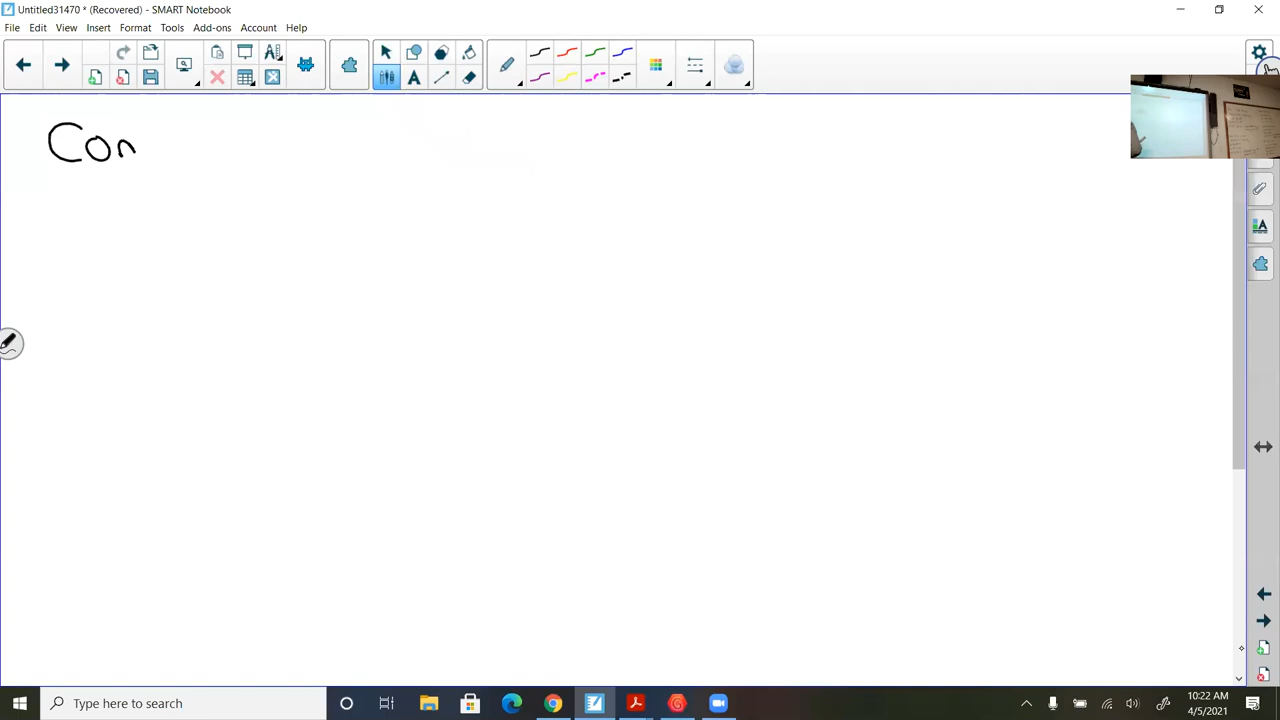 Untitled31470 * (Recovered) - SMART Notebook
File Edit View Insert Format Tools Add-ons Account Help
Con
Type here to search
10:22 AM
4/5/2021